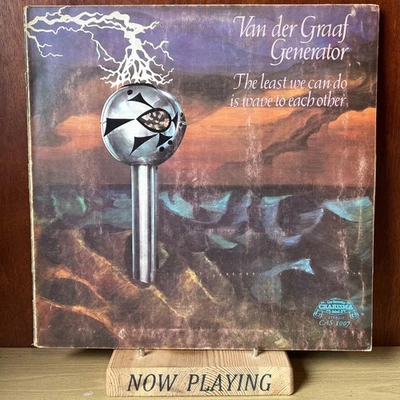 Van der Graaf
Generator
The least we can do
is wave to each other
CHARISMA
CAS 1007
NOW PLAYING